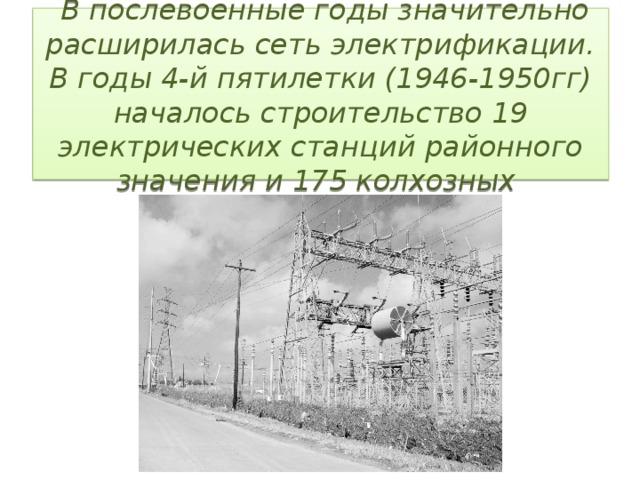 В послевоенные годы значительно
расширилась сеть электрификации.
В годы 4-й пятилетки (1946-1950гг)
началось строительство 19
электрических станций районного
значения и 175 колхозных